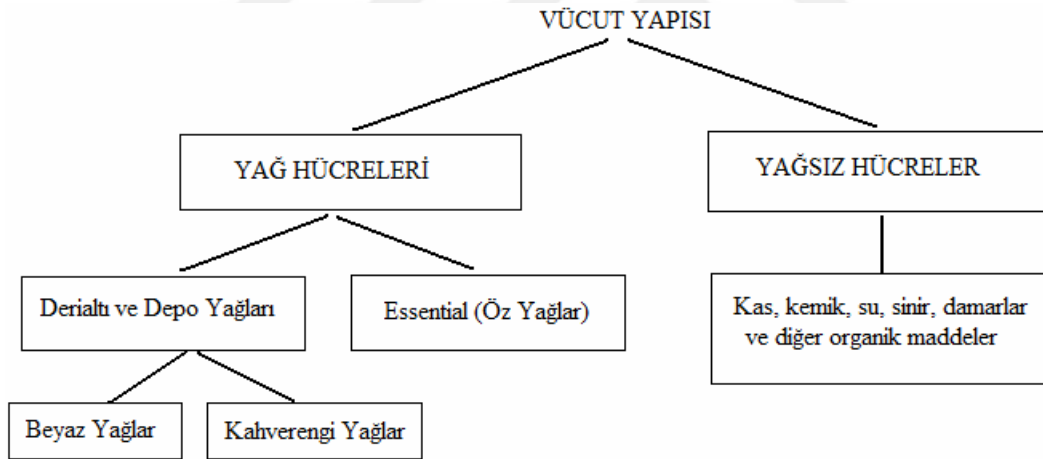 VÜCUT YAPISI
YAĞ HÜCRELERİ
YAĞSIZ HÜCRELER
Derialtı ve Depo Yağları
Essential (Öz Yağlar)
Kas, kemik, su, sinir, damarlar
ve diğer organik maddeler
Beyaz Yağlar
Kahverengi Yağlar